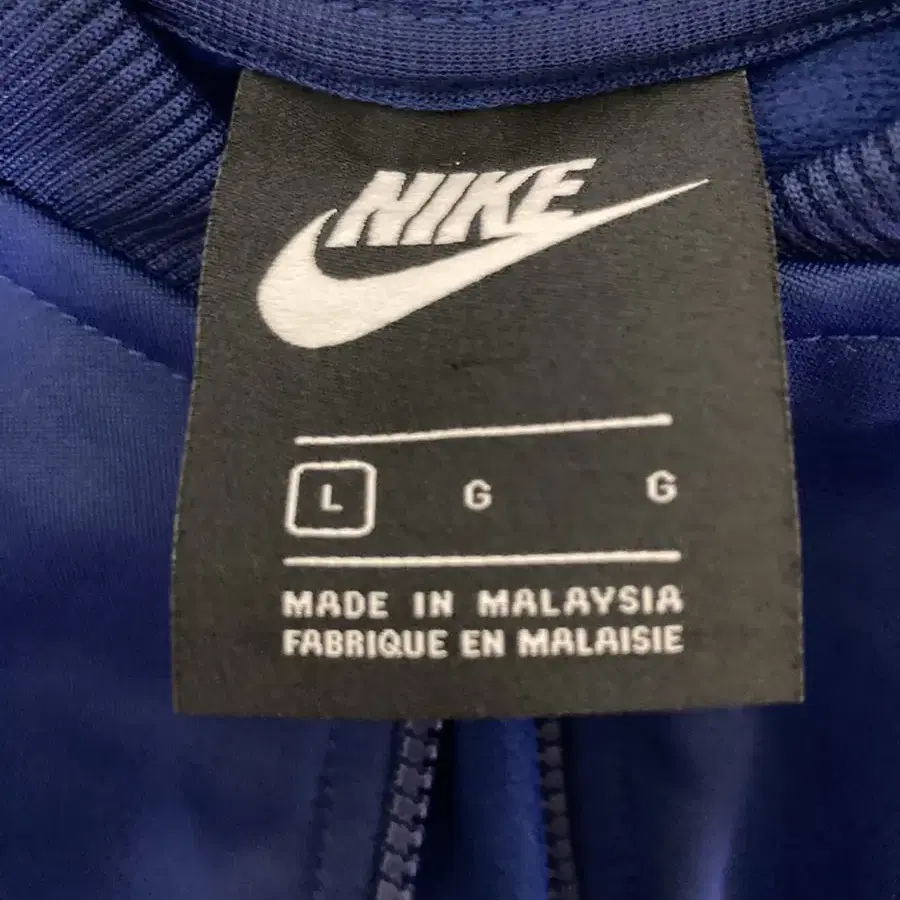 NIKE
L G G
MADE IN MALAYSIA
FABRIQUE EN MALAISIE